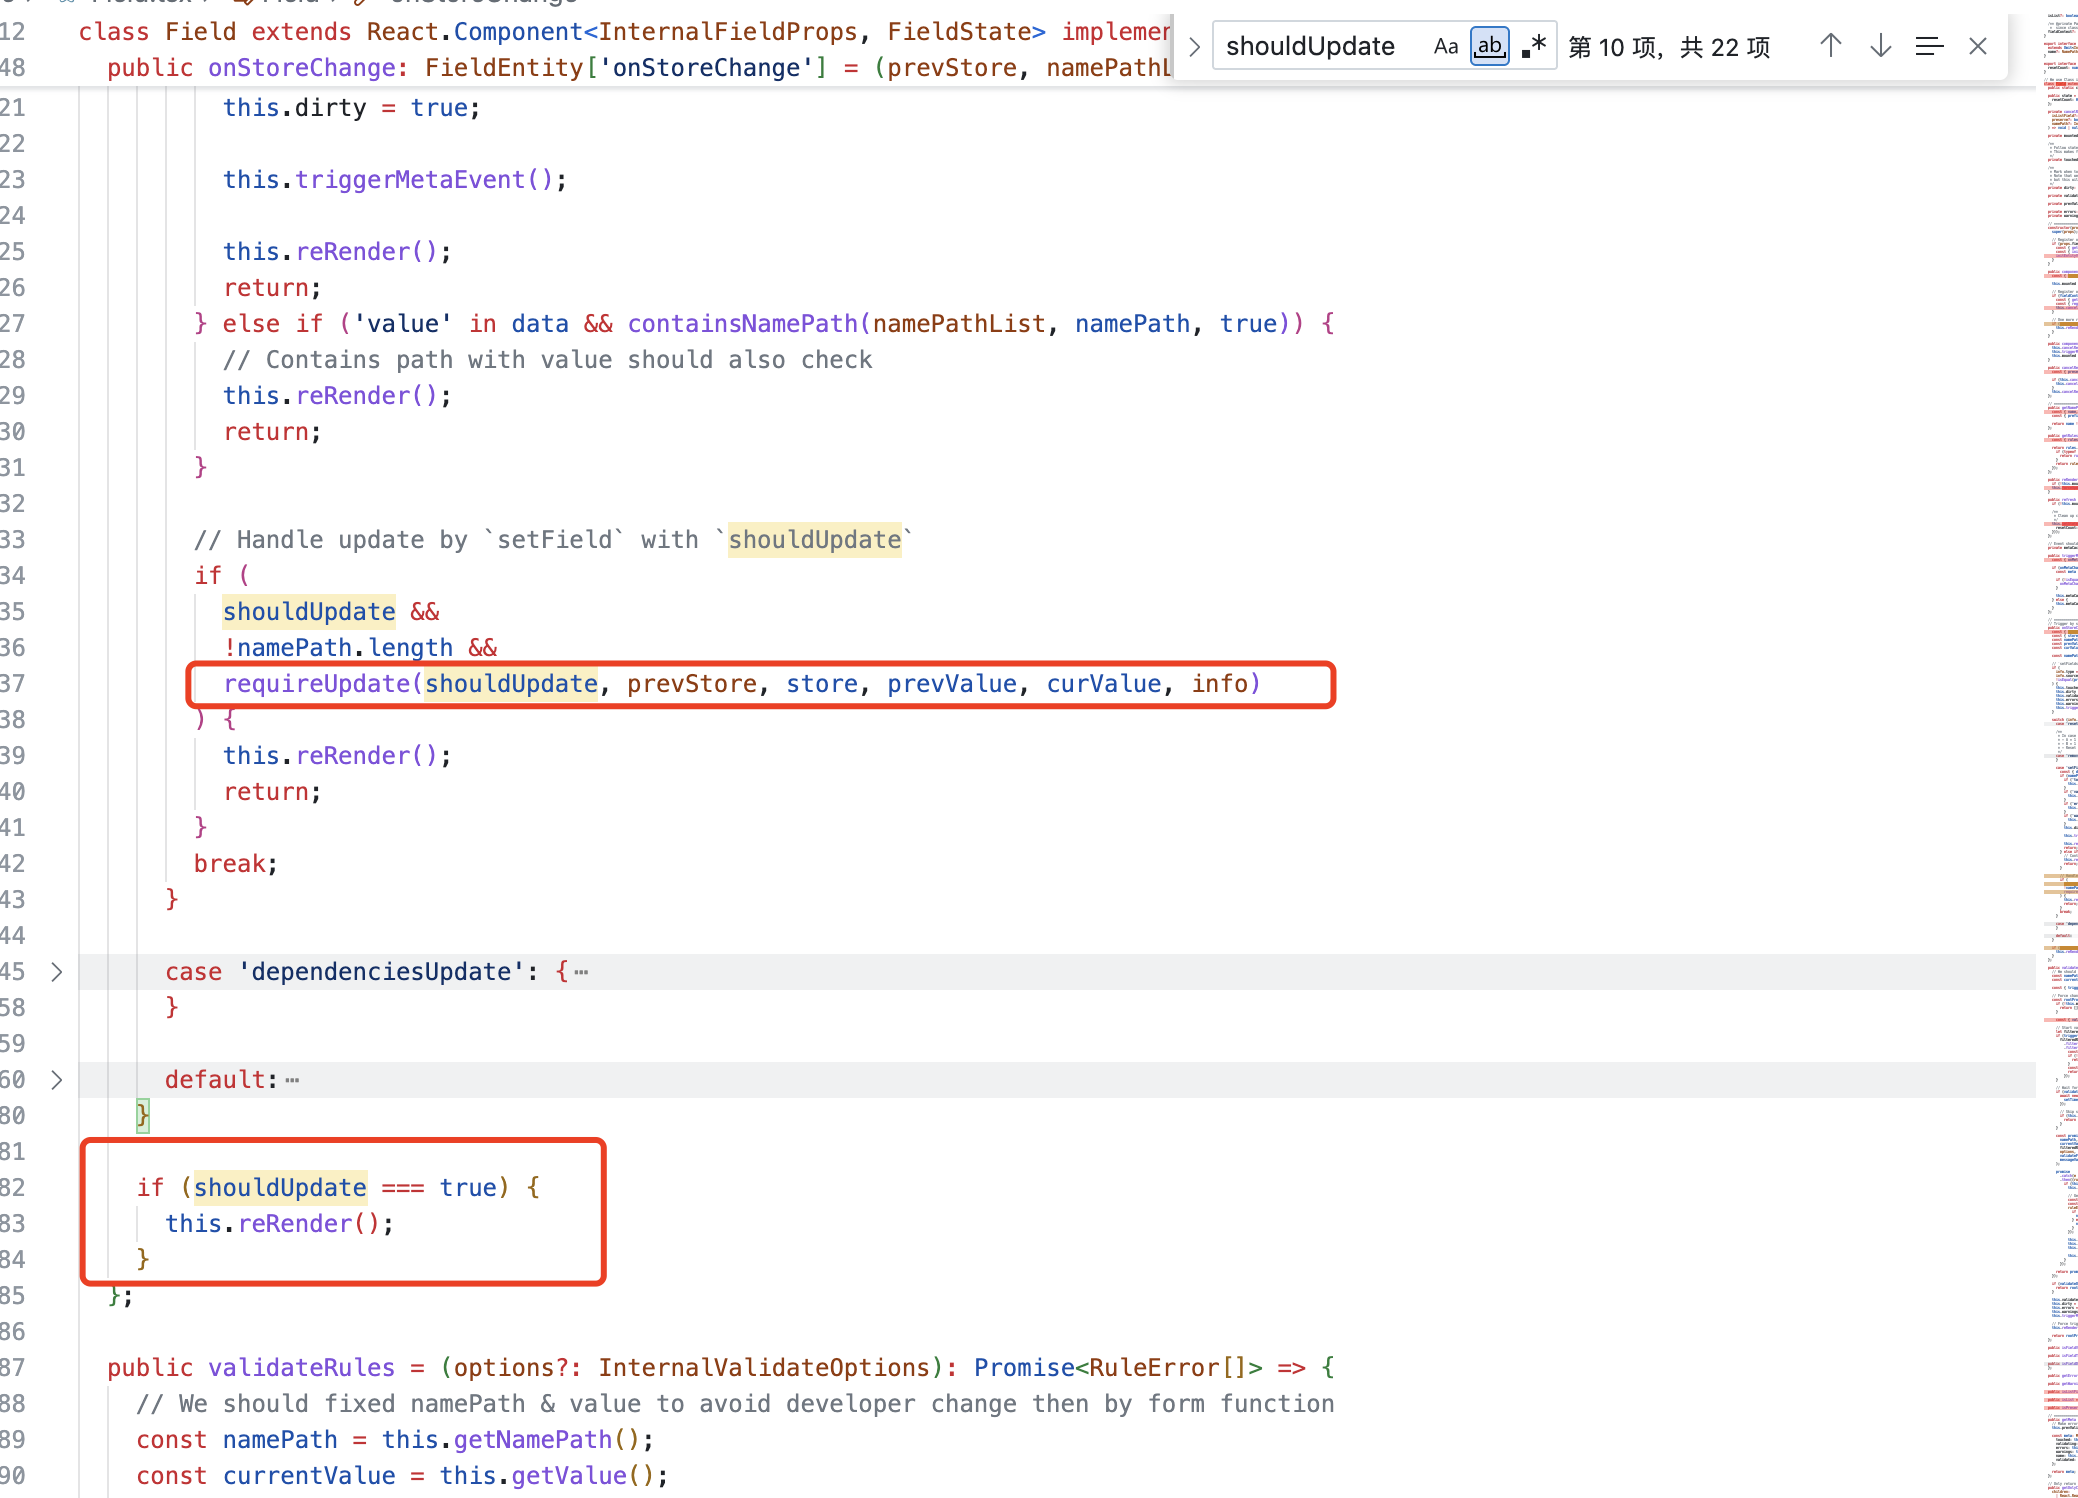 12 class Field extends React.Component<InternalFieldProps, FieldState> implemen
48 public onStoreChange: FieldEntity['onStoreChange'] = (prevStore, namePathL
shouldUpdate Aa ab .* 第 10 项，共 22 项
21 this.dirty = true;
22
23 this.triggerMetaEvent();
24
25 this.reRender();
26 return;
27 } else if ('value' in data && containsNamePath(namePathList, namePath, true)) {
28 // Contains path with value should also check
29 this.reRender();
30 return;
31 }
32
33 // Handle update by `setField` with `shouldUpdate`
34 if (
35 shouldUpdate &&
36 !namePath.length &&
37 requireUpdate(shouldUpdate, prevStore, store, prevValue, curValue, info)
38 ) {
39 this.reRender();
40 return;
41 }
42 break;
43 }
44
45 case 'dependenciesUpdate': {⋯
58 }
59
60 default:⋯
80 }
81
82 if (shouldUpdate === true) {
83 this.reRender();
84 }
85 };
86
87 public validateRules = (options?: InternalValidateOptions): Promise<RuleError[]> => {
88 // We should fixed namePath & value to avoid developer change then by form function
89 const namePath = this.getNamePath();
90 const currentValue = this.getValue();